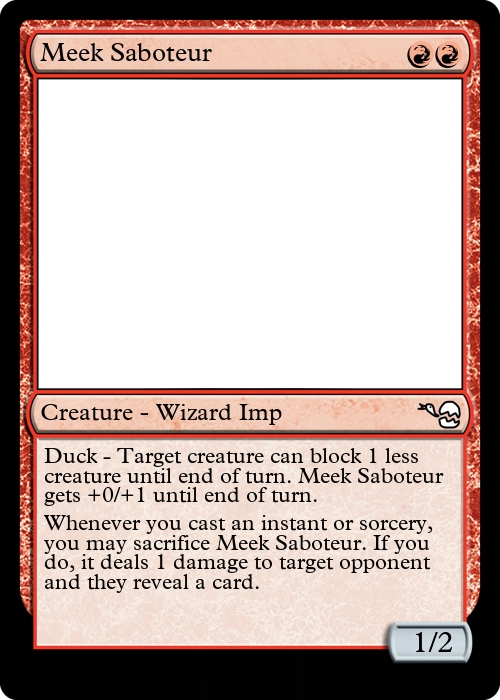 Meek Saboteur
Creature - Wizard Imp
Duck - Target creature can block 1 less
creature until end of turn. Meek Saboteur
gets +0/+1 until end of turn.
Whenever you cast an instant or sorcery,
you may sacrifice Meek Saboteur. If you
do, it deals 1 damage to target opponent
and they reveal a card.
1/2